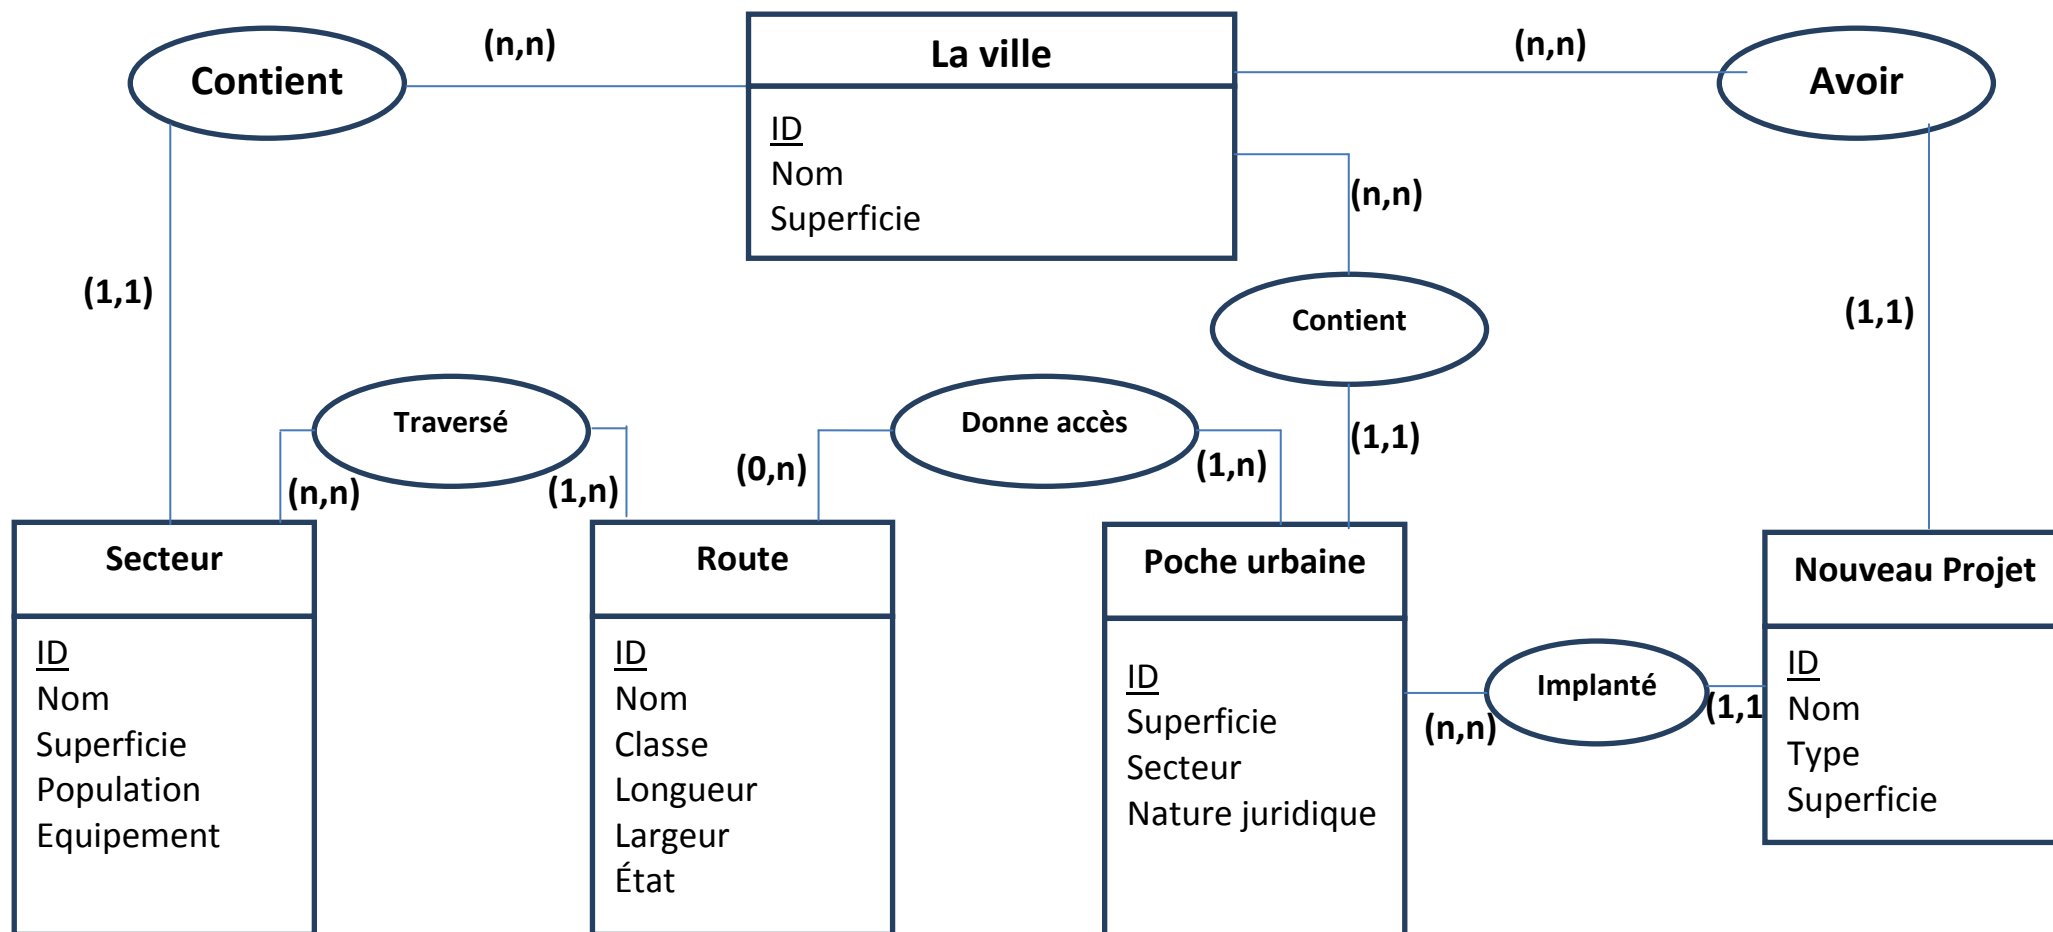 (n,n)
La ville
(n,n)
Contient
Avoir
ID
Nom
Superficie
(n,n)
(1,1)
Contient
(1,1)
Traversé
Donne accès
(1,1)
(n,n)
(1,n)
(0,n)
(1,n)
Secteur
Route
Poche urbaine
Nouveau Projet
ID
Nom
Superficie
Population
Equipement
ID
Nom
Classe
Longueur
Largeur
État
ID
Superficie
Secteur
Nature juridique
Implanté
(n,n)
(1,1
ID
Nom
Type
Superficie